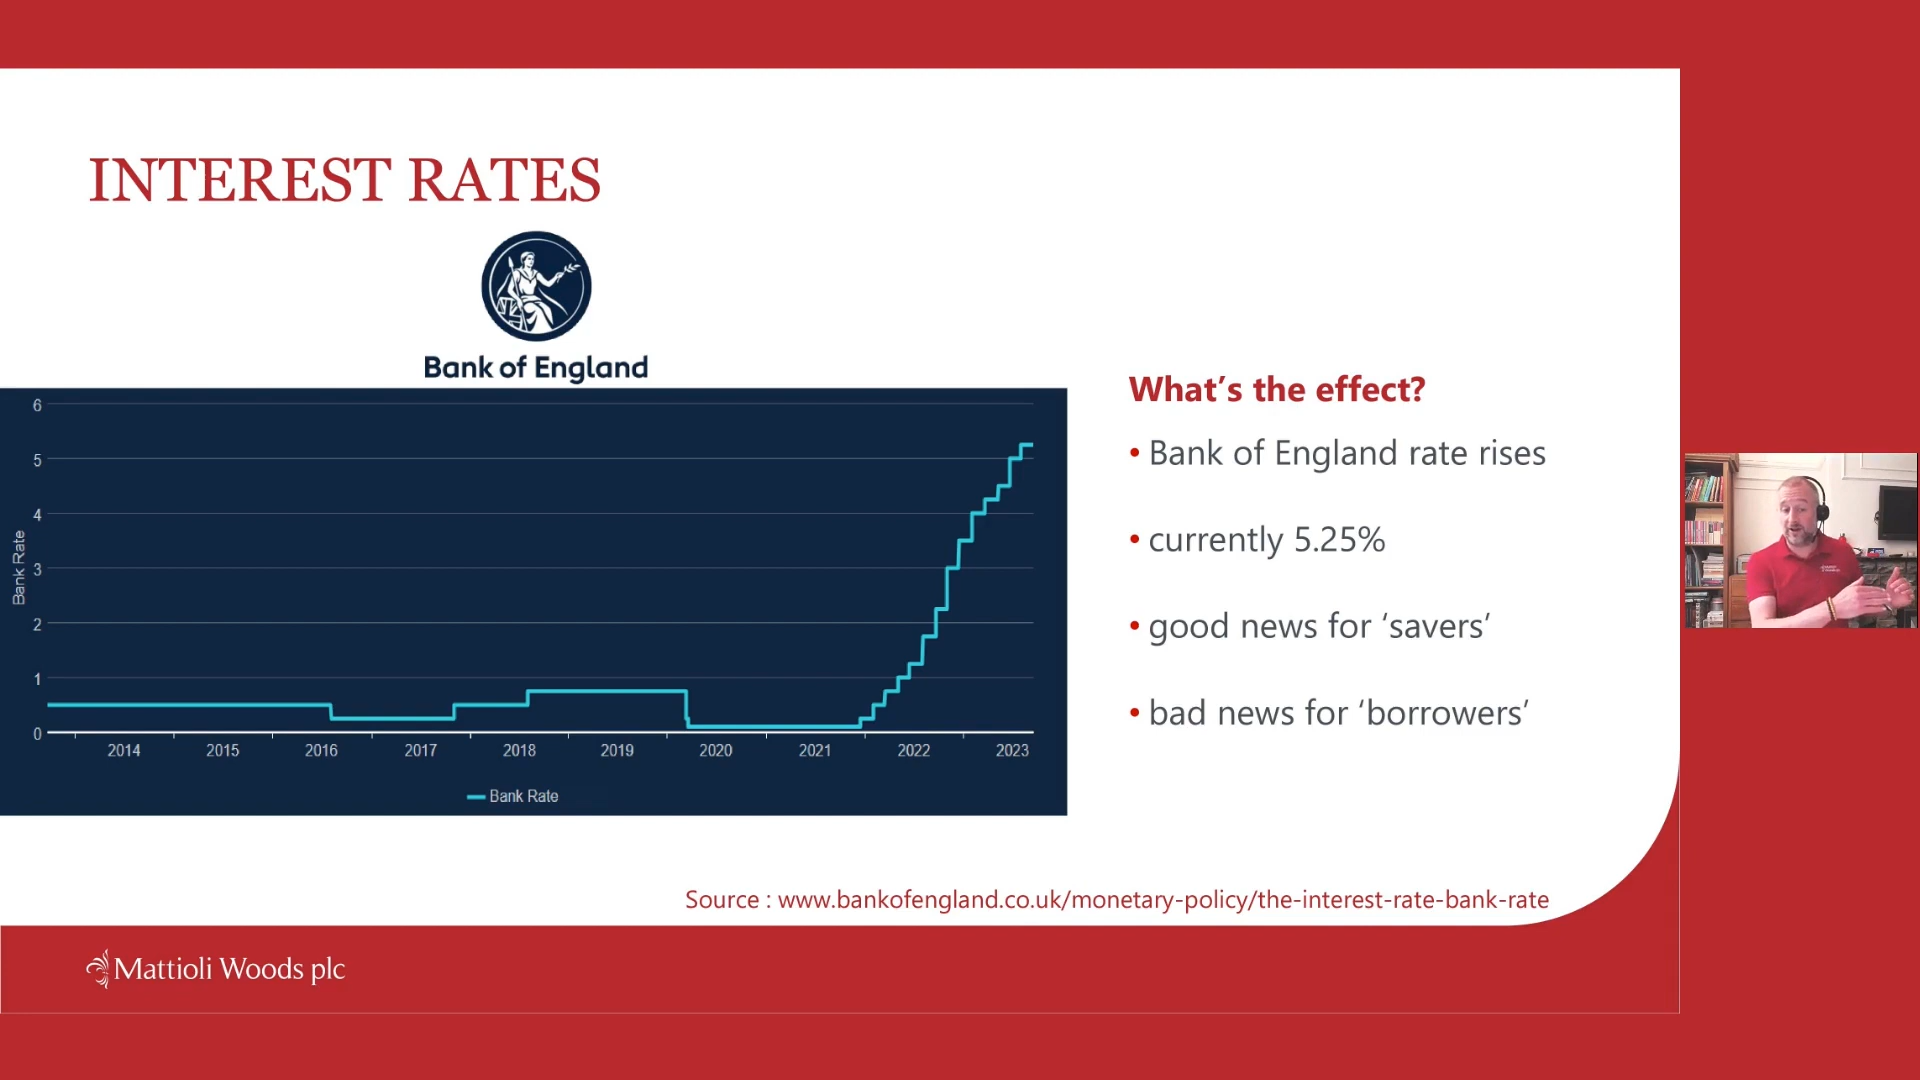 INTEREST RATES
Bank of England
6
5
4
3
2
1
0
Bank Rate
2014 2015 2016 2017 2018 2019 2020 2021 2022 2023
Bank Rate
What’s the effect?
• Bank of England rate rises
• currently 5.25%
• good news for ‘savers’
• bad news for ‘borrowers’
Source : www.bankofengland.co.uk/monetary-policy/the-interest-rate-bank-rate
Mattioli Woods plc